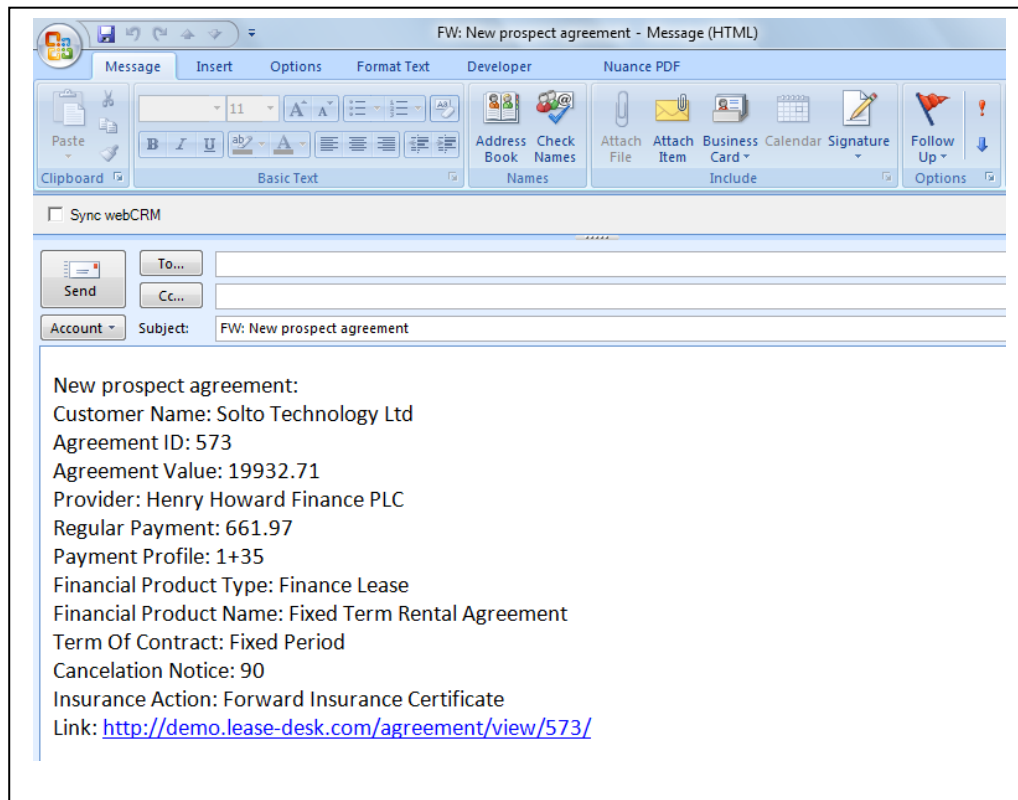 FW: New prospect agreement - Message (HTML)
Message Insert Options Format Text Developer Nuance PDF
11
Paste
B I U
Address Book
Check Names
Attach File
Attach Item
Business Card
Calendar
Signature
Follow Up
Clipboard Basic Text Names Include Options
Sync webCRM
Send
To...
Cc...
Account Subject: FW: New prospect agreement
New prospect agreement:
Customer Name: Solto Technology Ltd
Agreement ID: 573
Agreement Value: 19932.71
Provider: Henry Howard Finance PLC
Regular Payment: 661.97
Payment Profile: 1+35
Financial Product Type: Finance Lease
Financial Product Name: Fixed Term Rental Agreement
Term Of Contract: Fixed Period
Cancelation Notice: 90
Insurance Action: Forward Insurance Certificate
Link: http://demo.lease-desk.com/agreement/view/573/